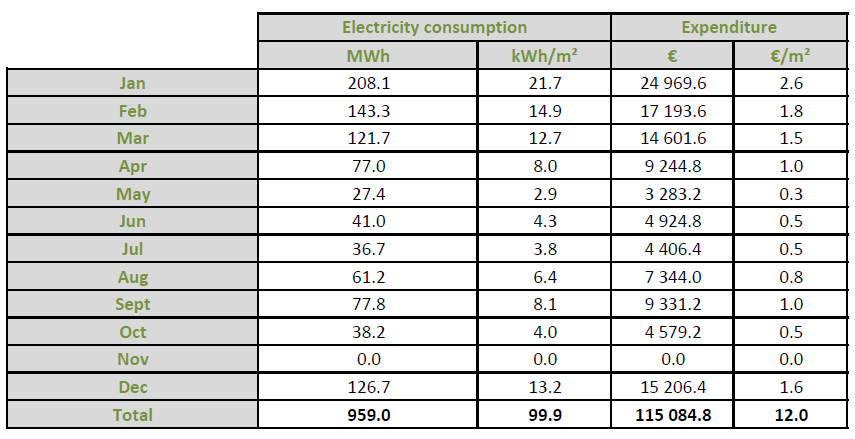 Electricity consumption Expenditure
MWh kWh/m² € €/m²
Jan 208.1 21.7 24 969.6 2.6
Feb 143.3 14.9 17 193.6 1.8
Mar 121.7 12.7 14 601.6 1.5
Apr 77.0 8.0 9 244.8 1.0
May 27.4 2.9 3 283.2 0.3
Jun 41.0 4.3 4 924.8 0.5
Jul 36.7 3.8 4 406.4 0.5
Aug 61.2 6.4 7 344.0 0.8
Sept 77.8 8.1 9 331.2 1.0
Oct 38.2 4.0 4 579.2 0.5
Nov 0.0 0.0 0.0 0.0
Dec 126.7 13.2 15 206.4 1.6
Total 959.0 99.9 115 084.8 12.0